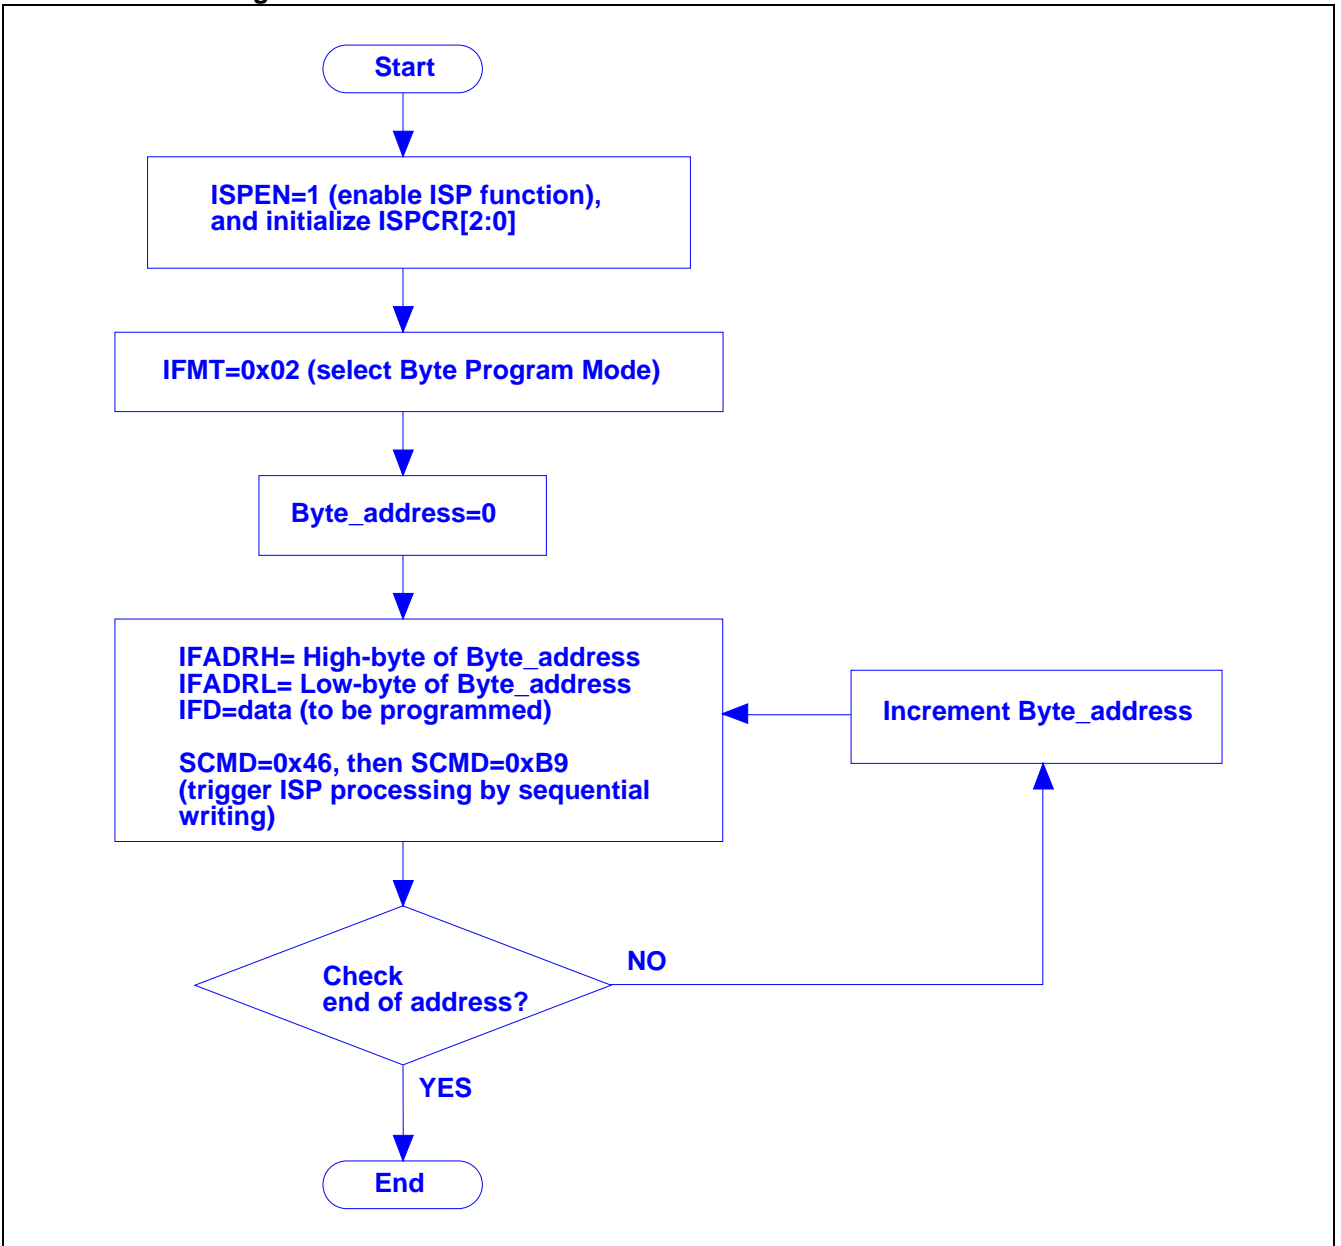 Start
ISPEN=1 (enable ISP function),
and initialize ISPCR[2:0]
IFMT=0x02 (select Byte Program Mode)
Byte_address=0
IFADRH= High-byte of Byte_address
IFADRL= Low-byte of Byte_address
IFD=data (to be programmed)
SCMD=0x46, then SCMD=0xB9
(trigger ISP processing by sequential
writing)
Increment Byte_address
Check
end of address?
NO
YES
End